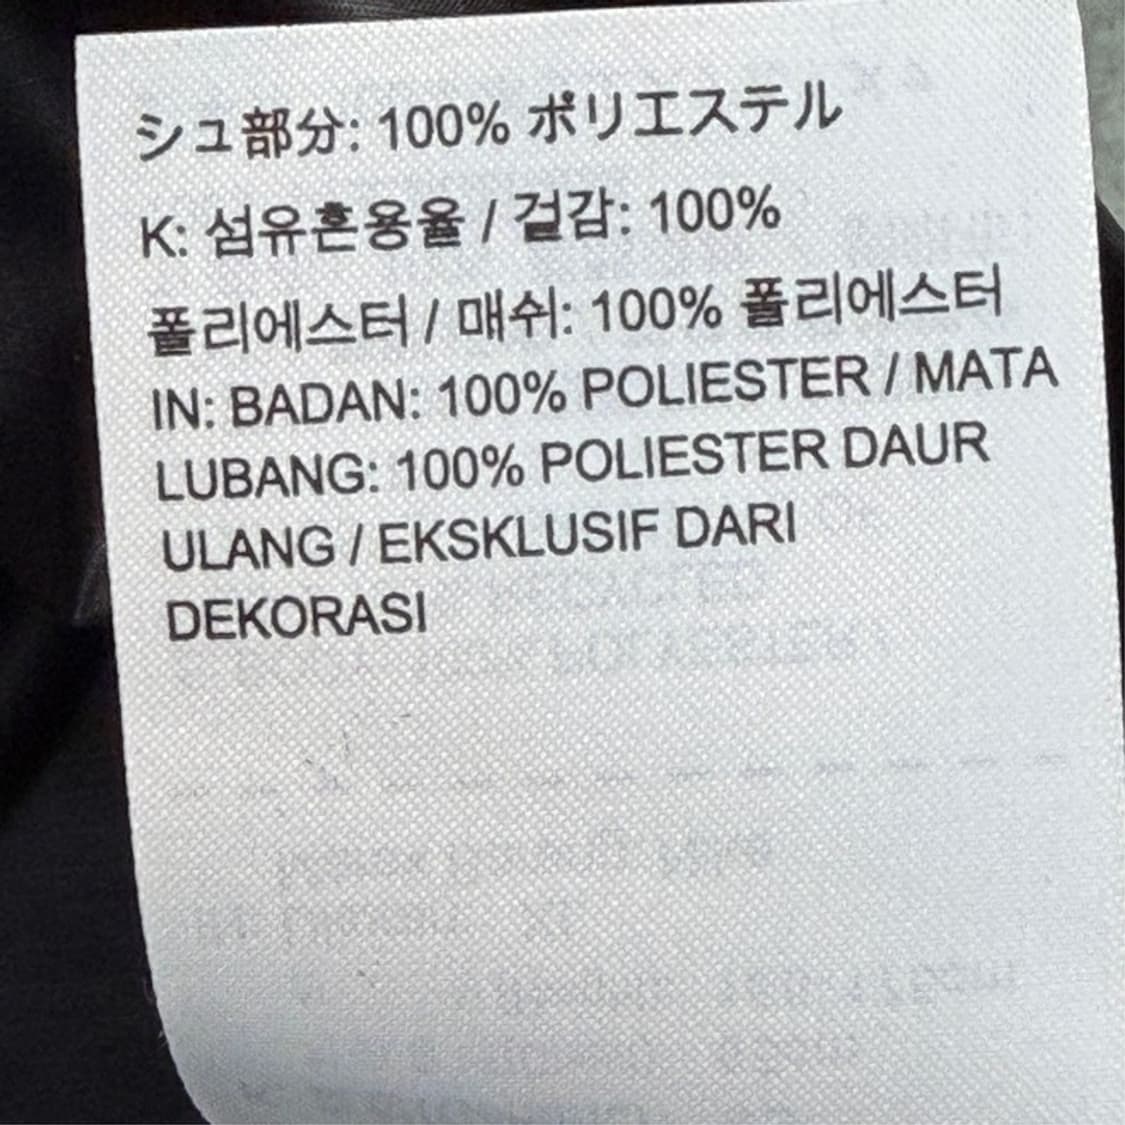 シュ部分: 100% ポリエステル
K: 섬유혼용율 / 겉감: 100%
폴리에스터 / 매쉬: 100% 폴리에스터
IN: BADAN: 100% POLIESTER / MATA
LUBANG: 100% POLIESTER DAUR
ULANG / EKSKLUSIF DARI
DEKORASI